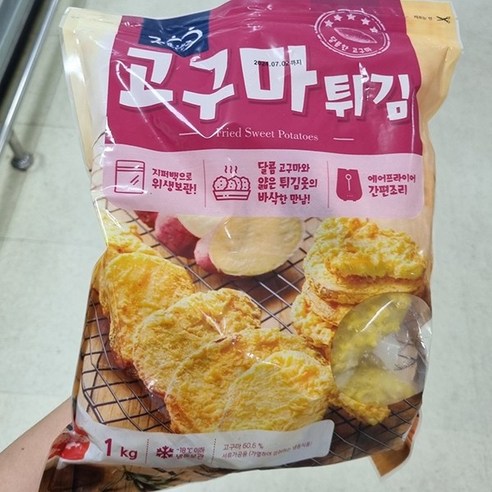 고구마튀김
Fried Sweet Potatoes
지퍼백으로
위생보관!
달콤 고구마와
얇은 튀김옷의
바삭한 만남!
에어프라이어
간편조리
1kg
고구마 60.6 %